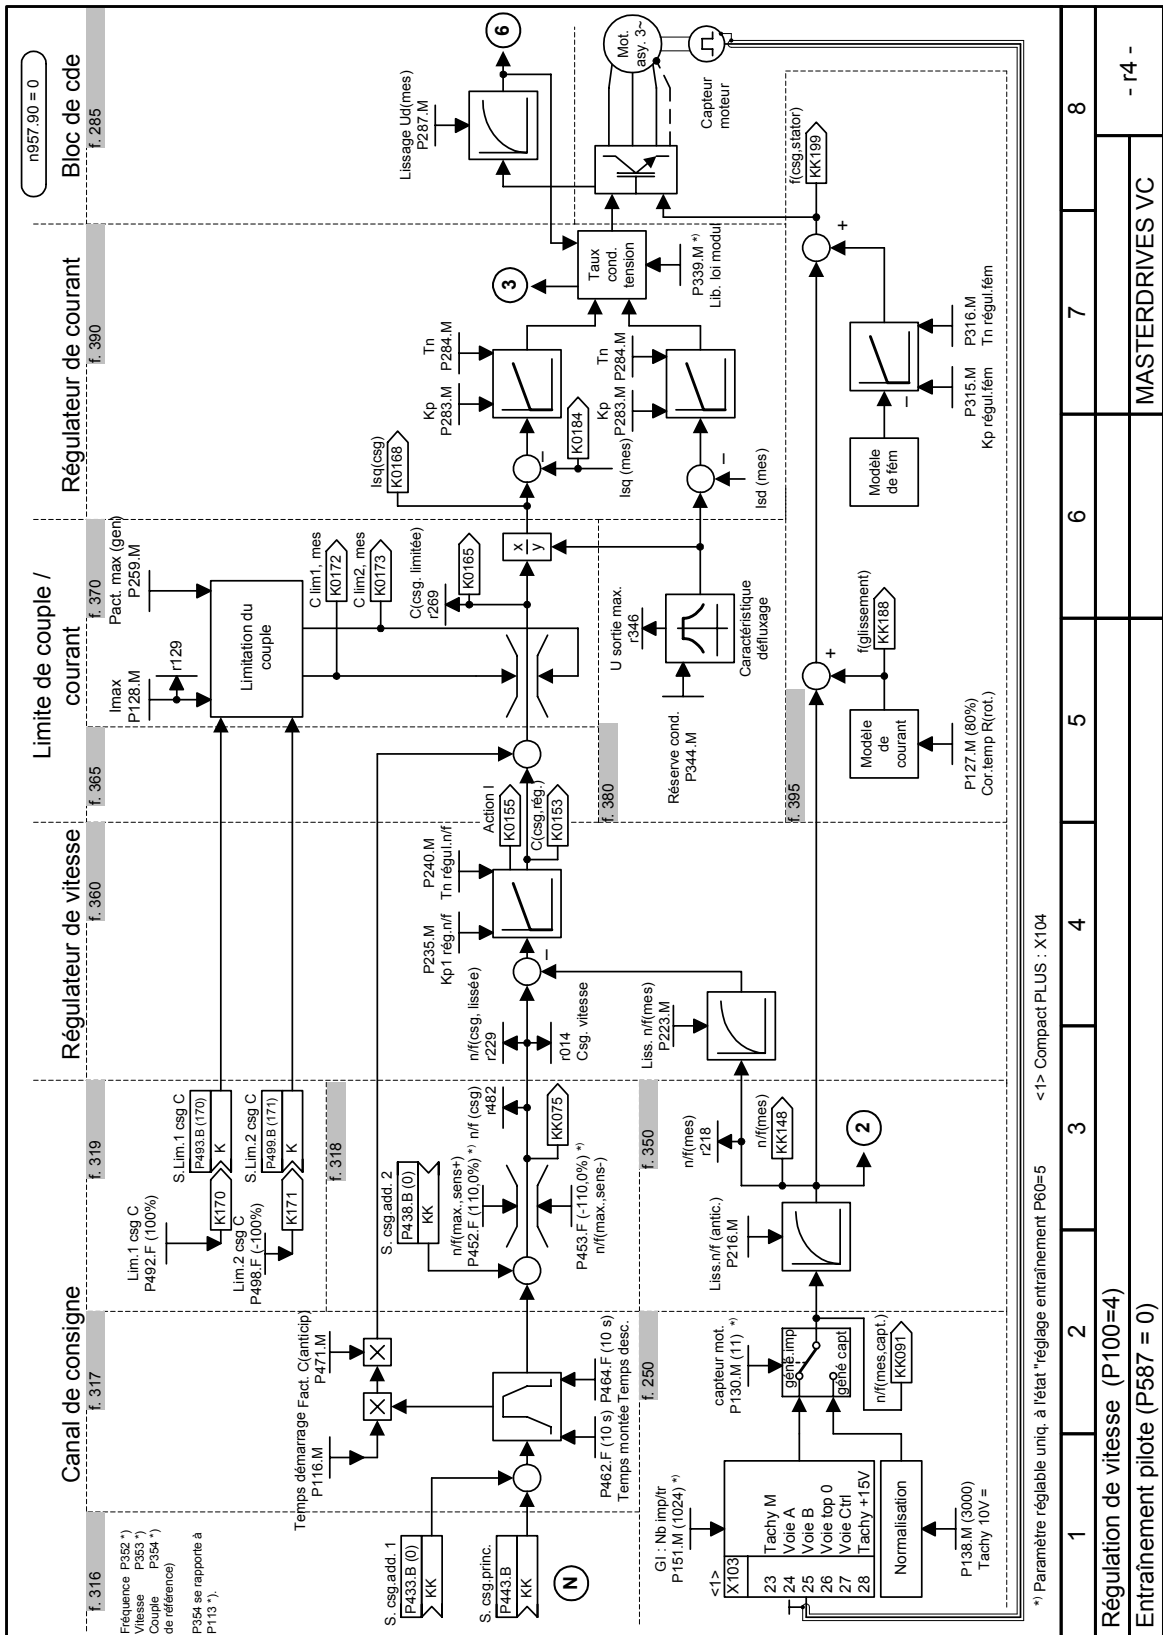 n957.90 = 0
Canal de consigne
Régulateur de vitesse
Limite de couple /
courant
Régulateur de courant
Bloc de cde
f. 316
f. 317
f. 319
f. 360
f. 365
f. 370
f. 390
f. 285
Fréquence P352 *)
Vitesse P353 *)
Couple P354 *)
de référence)
P354 se rapporte à
P113 *).
Lim.1 csg C
P492.F (100%)
K170
S.Lim.1 csg C
P493.B (170)
K
Lim.2 csg C
P498.F (-100%)
K171
S.Lim.2 csg C
P499.B (171)
K
f. 318
Imax
P128.M
r129
Pact. max (gen)
P259.M
Limitation du
couple
C lim1, mes
K0172
C lim2, mes
K0173
C(csg. limitée)
r269
K0165
Temps démarrage
P116.M
Fact. C(anticip)
P471.M
S. csg.add. 1
P433.B (0)
KK
S. csg.princ.
P443.B
KK
N
P462.F (10 s)
Temps montée
P464.F (10 s)
Temps desc.
S. csg.add. 2
P438.B (0)
KK
n/f(max.,sens+)
P452.F (110,0%) *)
P453.F (-110,0%) *)
n/f(max.,sens-)
n/f (csg)
r482
KK075
n/f(csg, lissée)
r229
r014
Csg. vitesse
P235.M
Kp1 rég.n/f
P240.M
Tn régul.n/f
Action I
K0155
C(csg,rég.)
K0153
x
y
Isq(csg)
K0168
K0184
Isq (mes)
Kp
P283.M
Tn
P284.M
Kp
P283.M
Tn
P284.M
Isd (mes)
3
Taux
cond.
tension
P339.M *)
Lib. loi modul
Lissage Ud(mes)
P287.M
6
Mot.
asy. 3~
Capteur
moteur
f. 380
Réserve cond.
P344.M
U sortie max.
r346
Caractéristique
défluxage
f. 250
f. 350
f. 395
GI : Nb imp/tr
P151.M (1024) *)
<1>
X103
23
24
25
26
27
28
Tachy M
Voie A
Voie B
Voie top 0
Voie Ctrl
Tachy +15V
Normalisation
P138.M (3000)
Tachy 10V =
capteur mot.
P130.M (11) *)
géné.imp
géné capt
n/f(mes,capt.)
KK091
Liss.n/f (antic.)
P216.M
n/f(mes)
r218
n/f(mes)
KK148
2
Liss. n/f(mes)
P223.M
Modèle
de
courant
P127.M (80%)
Cor.temp R(rot.)
f(glissement)
KK188
Modèle
de fém
P315.M
Kp régul.fém
P316.M
Tn régul.fém
f(csg,stator)
KK199
*) Paramètre réglable uniq. à l'état "réglage entraînement P60=5
<1> Compact PLUS : X104
1
2
3
4
5
6
7
8
Régulation de vitesse (P100=4)
Entraînement pilote (P587 = 0)
MASTERDRIVES VC
- r4 -